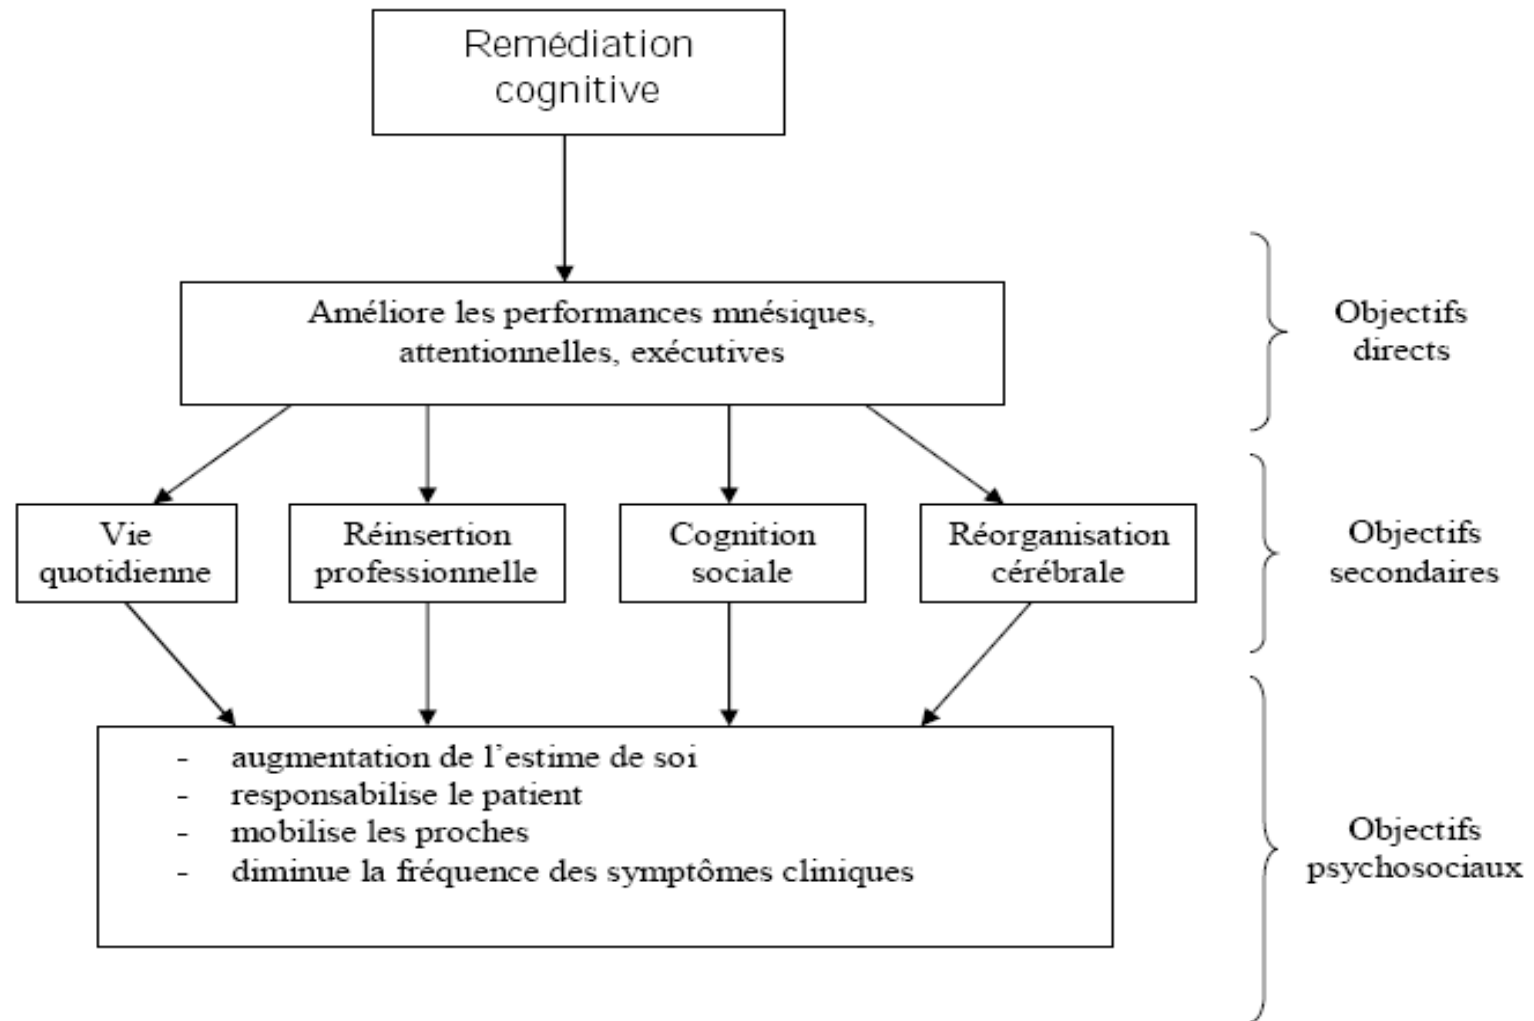 Remédiation
cognitive
Améliore les performances mnésiques,
attentionnelles, exécutives
Objectifs
directs
Vie
quotidienne
Réinsertion
professionnelle
Cognition
sociale
Réorganisation
cérébrale
Objectifs
secondaires
- augmentation de l'estime de soi
- responsabilise le patient
- mobilise les proches
- diminue la fréquence des symptômes cliniques
Objectifs
psychosociaux